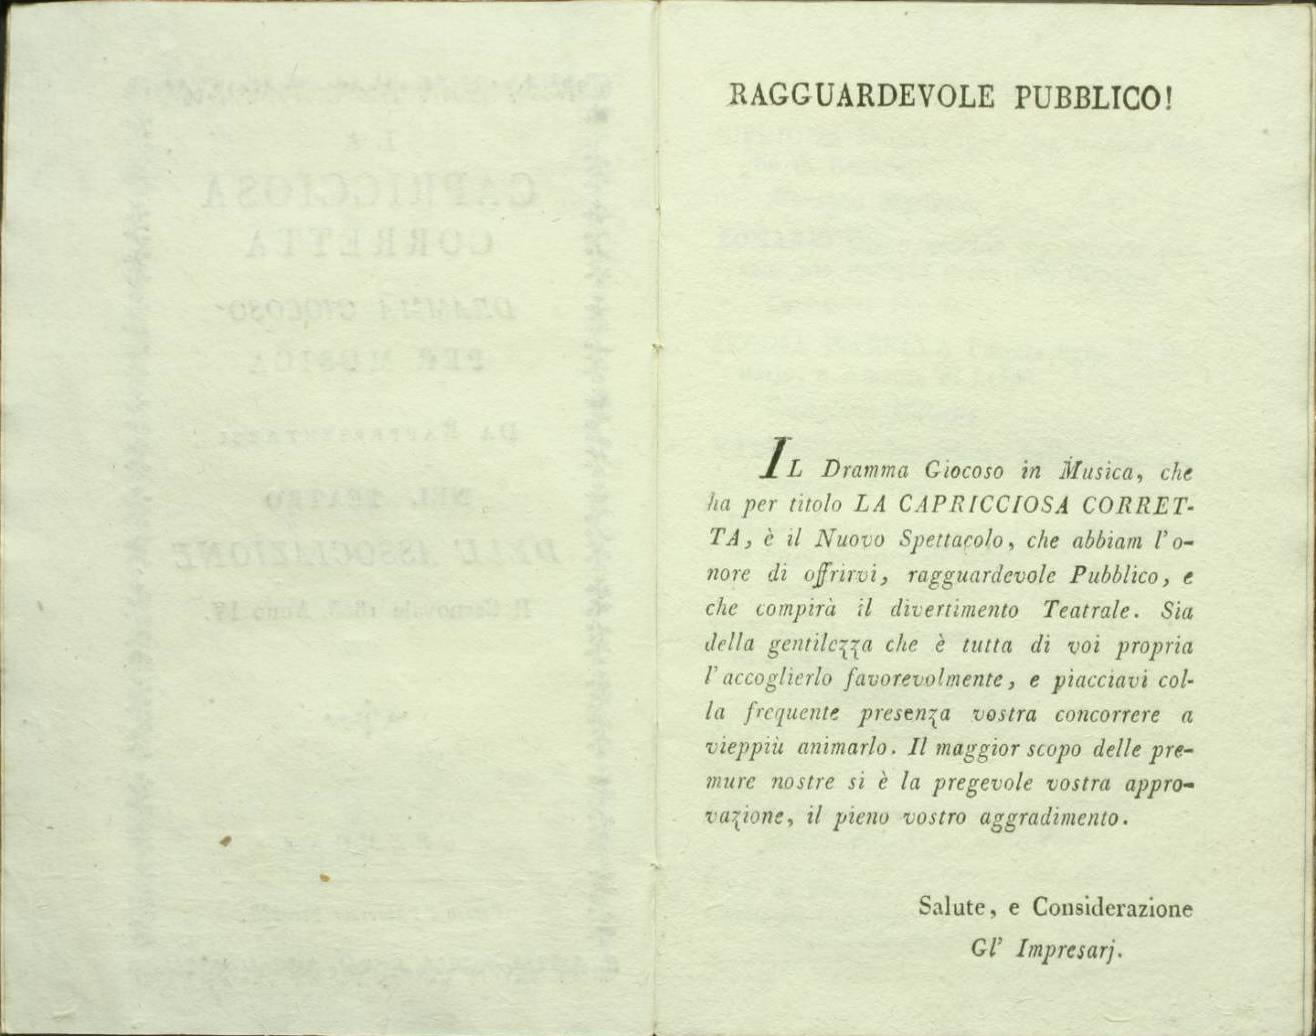 RAGGUARDEVOLE PUBBLICO!
IL Dramma Giocoso in Musica, che
ha per titolo LA CAPRICCIOSA CORRET-
TA, è il Nuovo Spettacolo, che abbiam l'o-
nore di offrirvi, ragguardevole Pubblico, e
che compirà il divertimento Teatrale. Sia
della gentilezza che è tutta di voi propria
l'accoglierlo favorevolmente, e piacciavi col-
la frequente presenza vostra concorrere a
vieppiù animarlo. Il maggior scopo delle pre-
mure nostre si è la pregevole vostra appro-
vazione, il pieno vostro aggradimento.
Salute, e Considerazione
Gl' Impresarj.